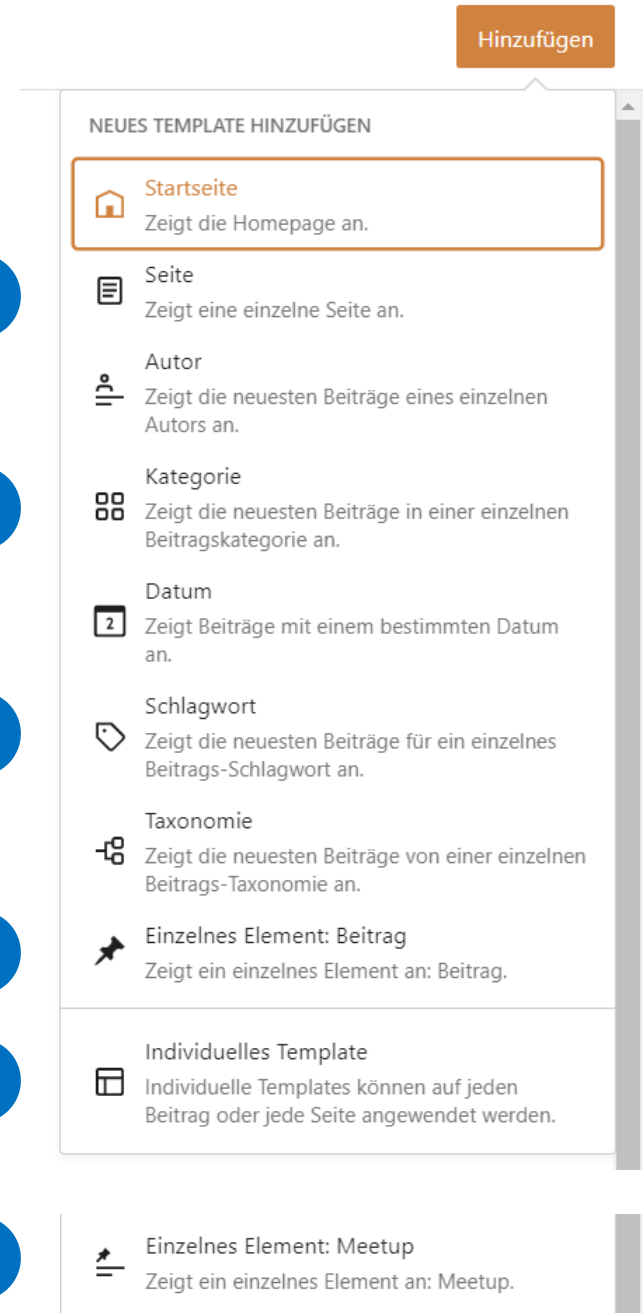 Hinzufügen
NEUES TEMPLATE HINZUFÜGEN
Startseite
Zeigt die Homepage an.
Seite
Zeigt eine einzelne Seite an.
Autor
Zeigt die neuesten Beiträge eines einzelnen
Autors an.
Kategorie
Zeigt die neuesten Beiträge in einer einzelnen
Beitragskategorie an.
Datum
2
Zeigt Beiträge mit einem bestimmten Datum
an.
Schlagwort
Zeigt die neuesten Beiträge für ein einzelnes
Beitrags-Schlagwort an.
Taxonomie
Zeigt die neuesten Beiträge von einer einzelnen
Beitrags-Taxonomie an.
Einzelnes Element: Beitrag
Zeigt ein einzelnes Element an: Beitrag.
Individuelles Template
Individuelle Templates können auf jeden
Beitrag oder jede Seite angewendet werden.
Einzelnes Element: Meetup
Zeigt ein einzelnes Element an: Meetup.